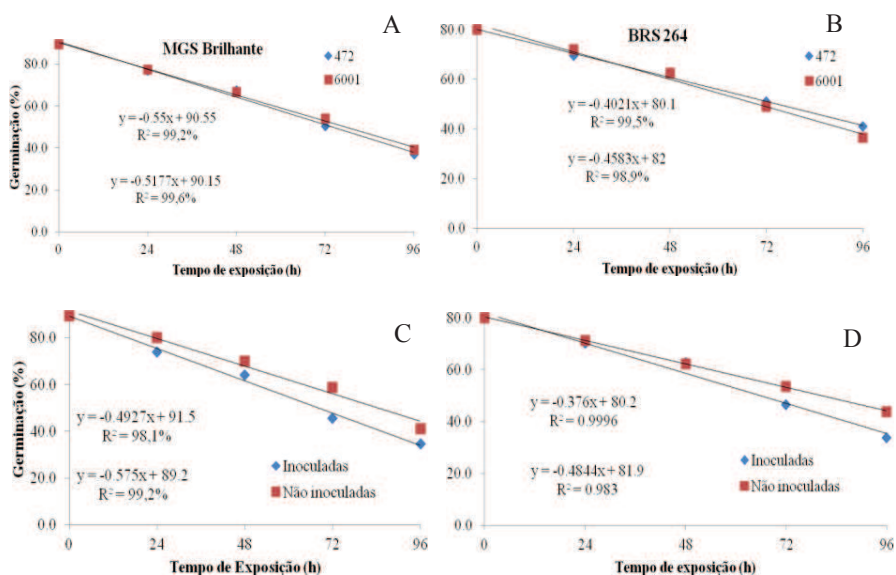 A
MGS Brilhante
472
6001
Germinação (%)
80.0
60.0
40.0
20.0
0.0
y = -0.55x + 90.55
R² = 99,2%
y = -0.5177x + 90.15
R² = 99,6%
0
24
48
72
96
Tempo de exposição (h)
B
BRS 264
472
6001
80.0
60.0
40.0
20.0
0.0
y = -0.4021x + 80.1
R² = 99,5%
y = -0.4583x + 82
R² = 98,9%
0
24
48
72
96
Tempo de exposição (h)
C
Germinação (%)
80.0
60.0
40.0
20.0
0.0
y = -0.4927x + 91.5
R² = 98,1%
y = -0.575x + 89.2
R² = 99,2%
Inoculadas
Não inoculadas
0
24
48
72
96
Tempo de Exposição (h)
D
80.0
60.0
40.0
20.0
0.0
y = -0.376x + 80.2
R² = 0.9996
y = -0.4844x + 81.9
R² = 0.983
Inoculadas
Não inoculadas
0
24
48
72
96
Tempo de exposição (h)